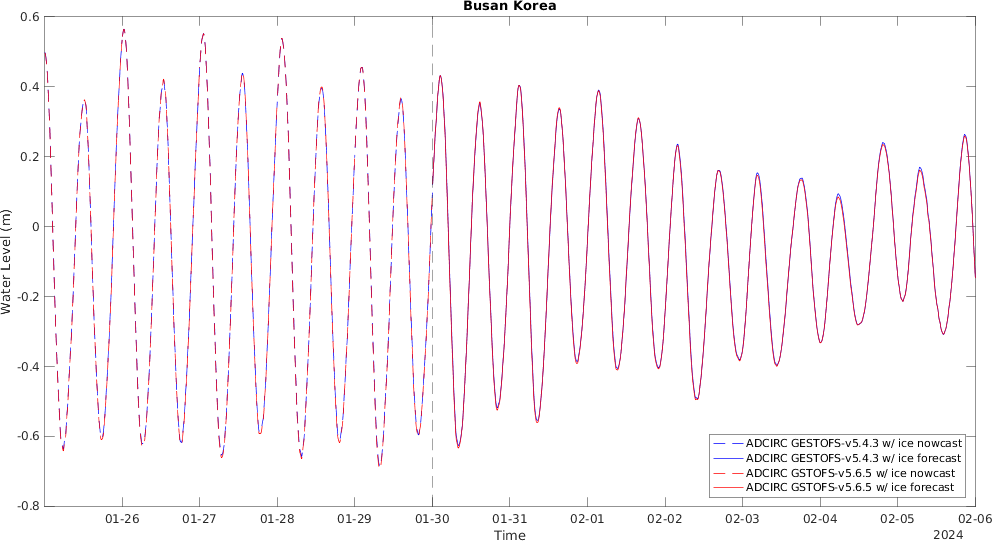 Busan Korea
0.6
0.4
0.2
0
-0.2
-0.4
-0.6
-0.8
Water Level (m)
01-26 01-27 01-28 01-29 01-30 01-31 02-01 02-02 02-03 02-04 02-05 02-06
Time
2024
ADCIRC GESTOFS-v5.4.3 w/ ice nowcast
ADCIRC GESTOFS-v5.4.3 w/ ice forecast
ADCIRC GSTOFS-v5.6.5 w/ ice nowcast
ADCIRC GSTOFS-v5.6.5 w/ ice forecast